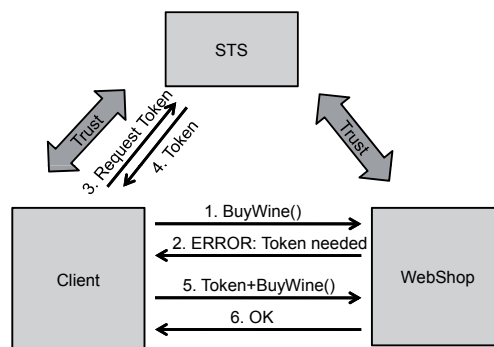 STS
Trust
3. Request Token
4. Token
Trust
1. BuyWine()
2. ERROR: Token needed
Client
WebShop
5. Token+BuyWine()
6. OK